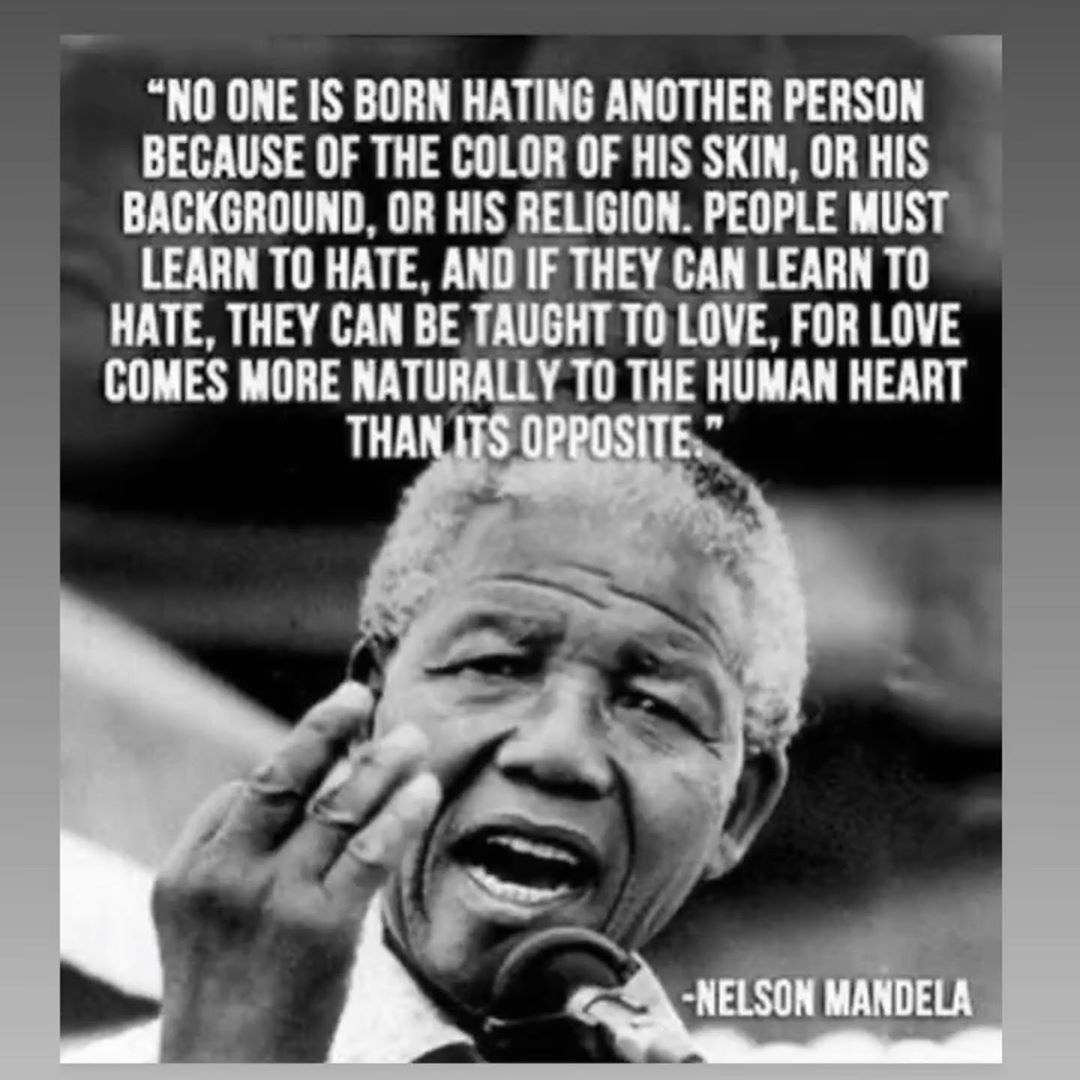 “NO ONE IS BORN HATING ANOTHER PERSON
BECAUSE OF THE COLOR OF HIS SKIN, OR HIS
BACKGROUND, OR HIS RELIGION. PEOPLE MUST
LEARN TO HATE, AND IF THEY CAN LEARN TO
HATE, THEY CAN BE TAUGHT TO LOVE, FOR LOVE
COMES MORE NATURALLY TO THE HUMAN HEART
THAN ITS OPPOSITE.”
-NELSON MANDELA